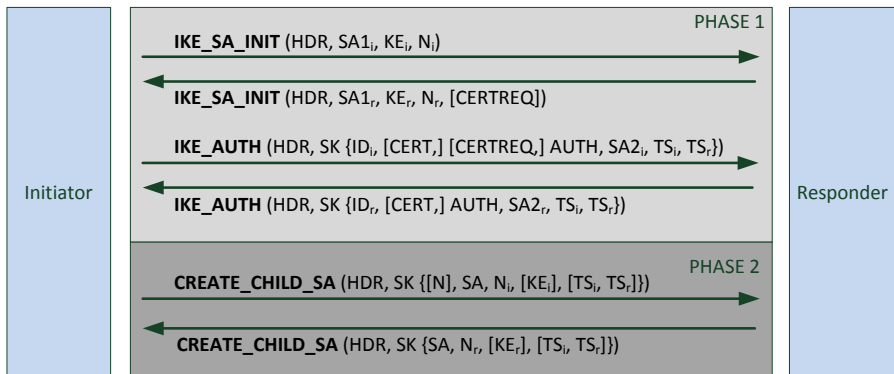 PHASE 1
IKE_SA_INIT (HDR, SA1i, KEi, Ni)
IKE_SA_INIT (HDR, SA1r, KEr, Nr, [CERTREQ])
IKE_AUTH (HDR, SK {IDi, [CERT,] [CERTREQ,] AUTH, SA2i, TSi, TSr})
Initiator
Responder
IKE_AUTH (HDR, SK {IDr, [CERT,] AUTH, SA2r, TSi, TSr})
PHASE 2
CREATE_CHILD_SA (HDR, SK {[N], SA, Ni, [KEi], [TSi, TSr]})
CREATE_CHILD_SA (HDR, SK {SA, Nr, [KEr], [TSi, TSr]})